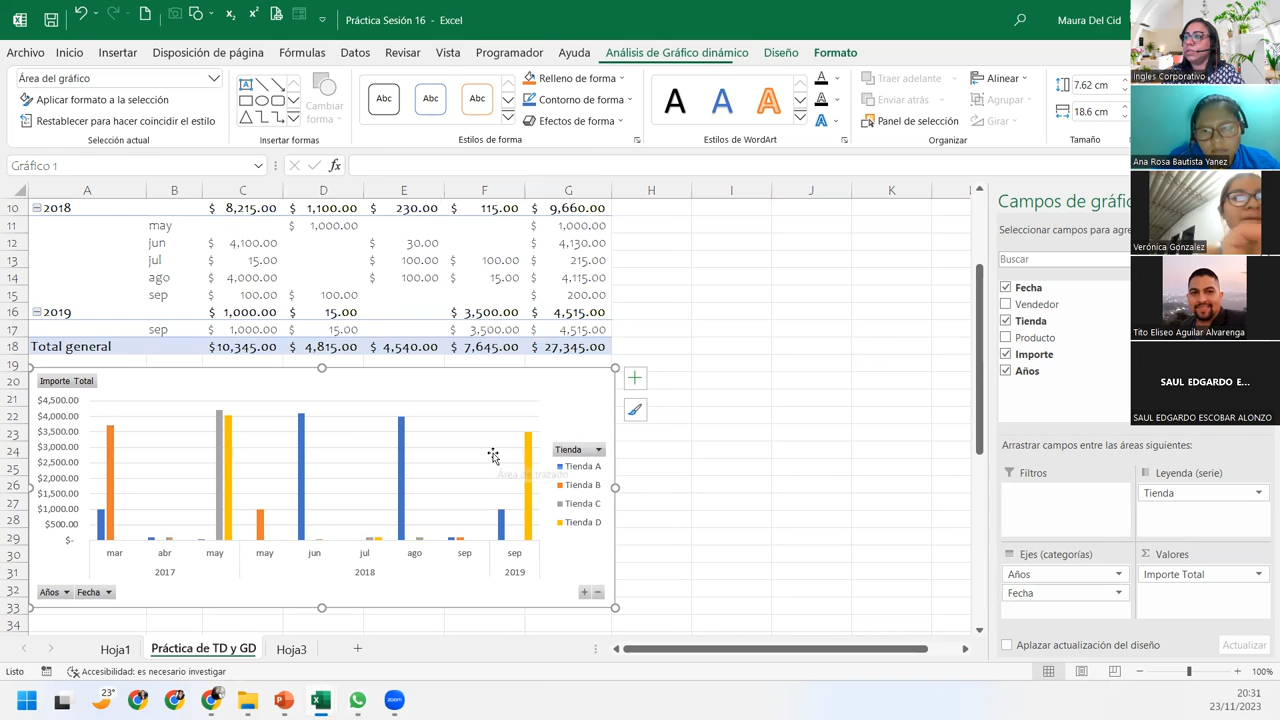 Práctica Sesión 16 - Excel
Maura Del Cid
Archivo Inicio Insertar Disposición de página Fórmulas Datos Revisar Vista Programador Ayuda Análisis de Gráfico dinámico Diseño Formato
Área del gráfico
Aplicar formato a la selección
Restablecer para hacer coincidir el estilo
Selección actual
Cambiar
forma
Insertar formas
Abc Abc Abc
Relleno de forma
Contorno de forma
Efectos de forma
Estilos de forma
A A A
Estilos de WordArt
Traer adelante
Enviar atrás
Panel de selección
Alinear
Agrupar
Girar
Organizar
7.62 cm
18.6 cm
Tamaño
Gráfico 1
fx
A B C D E F G H I J K L
10 2018 $ 8,215.00 $ 1,100.00 $ 230.00 $ 115.00 $ 9,660.00
11 may $ 1,000.00 $ 1,000.00
12 jun $ 4,100.00 $ 30.00 $ 4,130.00
13 jul $ 15.00 $ 100.00 $ 100.00 $ 215.00
14 ago $ 4,000.00 $ 100.00 $ 15.00 $ 4,115.00
15 sep $ 100.00 $ 100.00 $ 200.00
16 2019 $ 1,000.00 $ 15.00 $ 3,500.00 $ 4,515.00
17 sep $ 1,000.00 $ 15.00 $ 3,500.00 $ 4,515.00
18 Total general $10,345.00 $ 4,815.00 $ 4,540.00 $ 7,645.00 $ 27,345.00
19
20
21
22
23
24
25
26
27
28
29
30
31
32
33
34
Importe Total
$4,500.00
$4,000.00
$3,500.00
$3,000.00
$2,500.00
$2,000.00
$1,500.00
$1,000.00
$500.00
$-
mar abr may may jun jul ago sep sep
2017 2018 2019
Años Fecha
Tienda
Tienda A
Tienda B
Tienda C
Tienda D
Área de trazado
Campos de gráfi
Seleccionar campos para agre
Buscar
Fecha
Vendedor
Tienda
Producto
Importe
Años
Arrastrar campos entre las áreas siguientes:
Filtros
Leyenda (serie)
Tienda
Ejes (categorías)
Años
Fecha
Σ Valores
Importe Total
Aplazar actualización del diseño
Actualizar
Ingles Corporativo
Ana Rosa Bautista Yanez
Verónica Gonzalez
Tito Eliseo Aguilar Alvarenga
SAUL EDGARDO E...
SAUL EDGARDO ESCOBAR ALONZO
Hoja1 Práctica de TD y GD Hoja3
Listo
Accesibilidad: es necesario investigar
100%
23°
zoom
20:31
23/11/2023